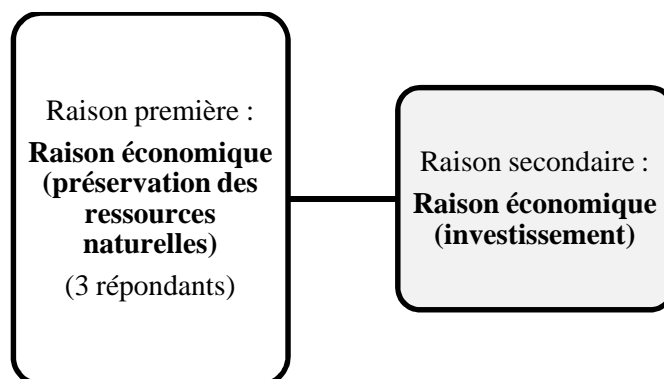 Raison première :
Raison économique
(préservation des
ressources
naturelles)
(3 répondants)
Raison secondaire :
Raison économique
(investissement)